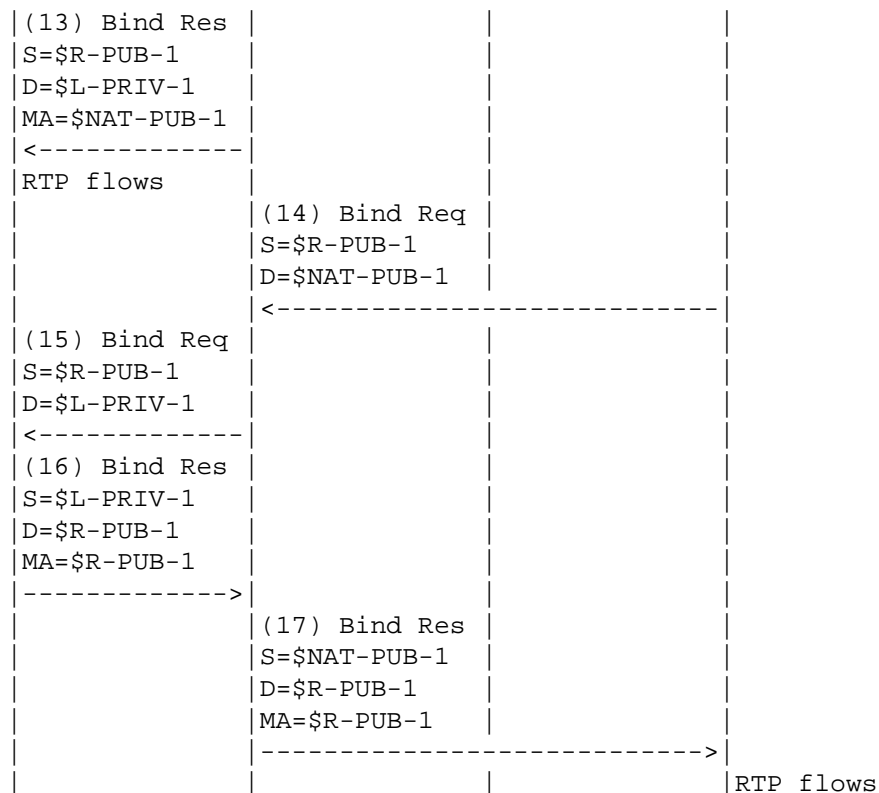 |(13) Bind Res |              |              |
|S=$R-PUB-1    |              |              |
|D=$L-PRIV-1   |              |              |
|MA=$NAT-PUB-1 |              |              |
|<-------------|              |              |
|RTP flows     |              |              |
|              |(14) Bind Req |              |
|              |S=$R-PUB-1    |              |
|              |D=$NAT-PUB-1  |              |
|              |<----------------------------|
|(15) Bind Req |              |              |
|S=$R-PUB-1    |              |              |
|D=$L-PRIV-1   |              |              |
|<-------------|              |              |
|(16) Bind Res |              |              |
|S=$L-PRIV-1   |              |              |
|D=$R-PUB-1    |              |              |
|MA=$R-PUB-1   |              |              |
|------------->|              |              |
|              |(17) Bind Res |              |
|              |S=$NAT-PUB-1  |              |
|              |D=$R-PUB-1    |              |
|              |MA=$R-PUB-1   |              |
|              |---------------------------->|
|              |              |              |RTP flows